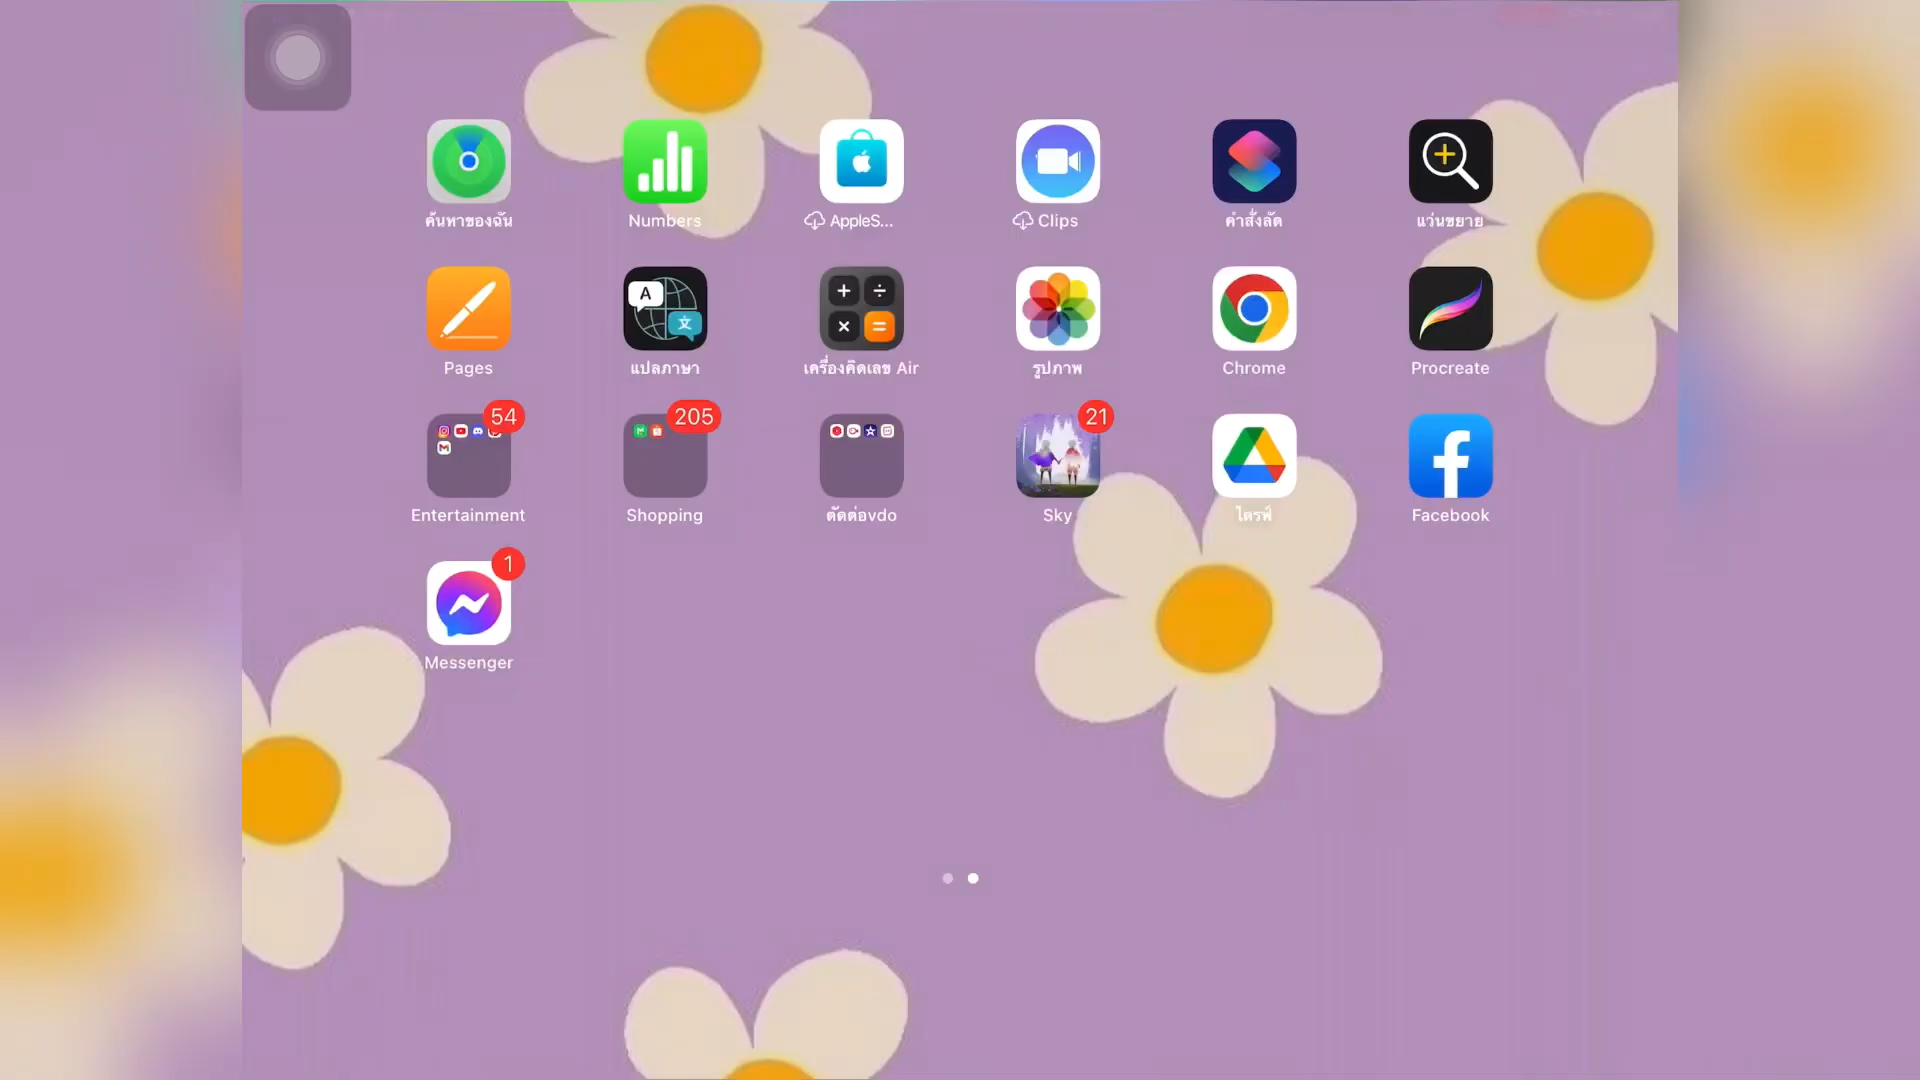 ค้นหาของฉัน
Numbers
AppleS...
Clips
คำสั่งลัด
แว่นขยาย
A
文
Pages
แปลภาษา
เครื่องคิดเลข Air
รูปภาพ
Chrome
Procreate
54
205
21
Entertainment
Shopping
ตัดต่อvdo
Sky
ไดรฟ์
Facebook
1
Messenger